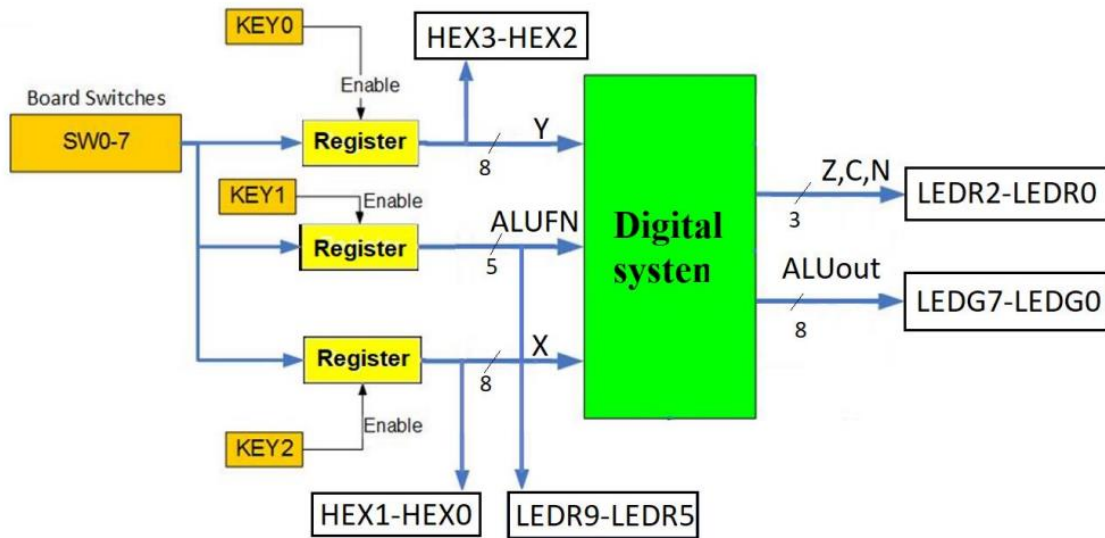 KEY0
HEX3-HEX2
Enable
Board Switches
SW0-7
Register
Y
8
KEY1
Enable
Register
ALUFN
5
Digital
systen
Z,C,N
3
LEDR2-LEDR0
ALUout
8
LEDG7-LEDG0
Register
X
8
KEY2
Enable
HEX1-HEX0
LEDR9-LEDR5